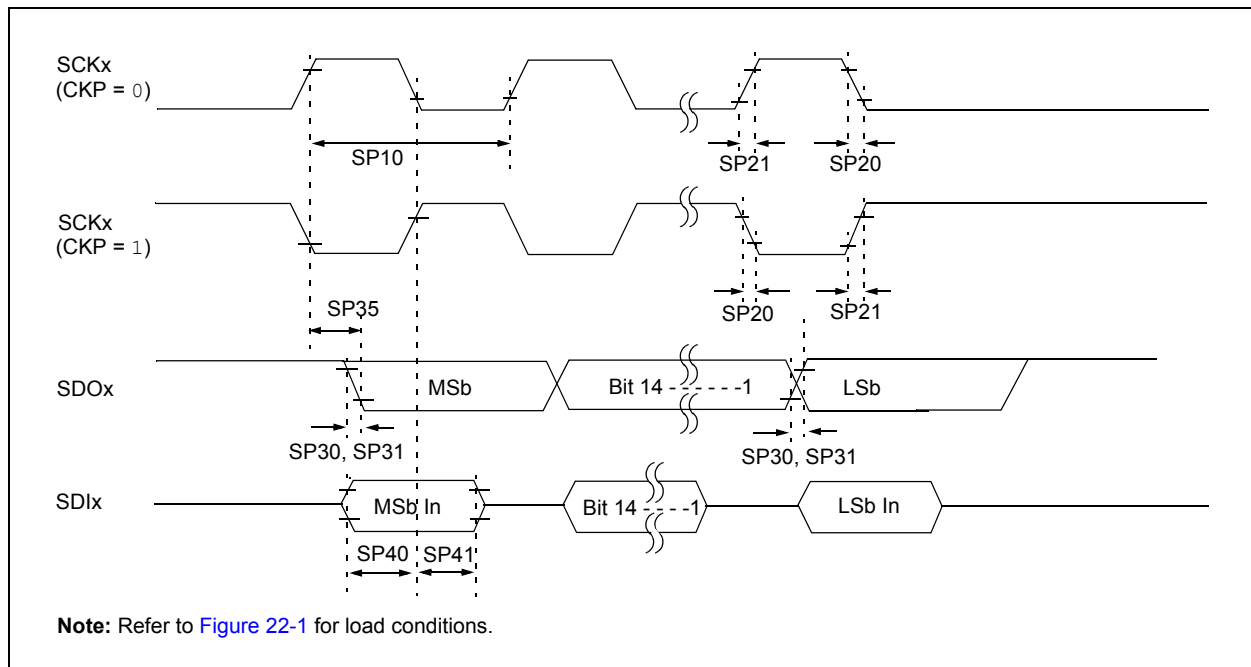 SCKx
(CKP = 0)
SP10
SP21
SP20
SCKx
(CKP = 1)
SP35
SP20
SP21
SDOx
MSb
Bit 14 - - - - - -1
LSb
SP30, SP31
SP30, SP31
SDIx
MSb In
Bit 14 - - - -1
LSb In
SP40
SP41
Note: Refer to Figure 22-1 for load conditions.